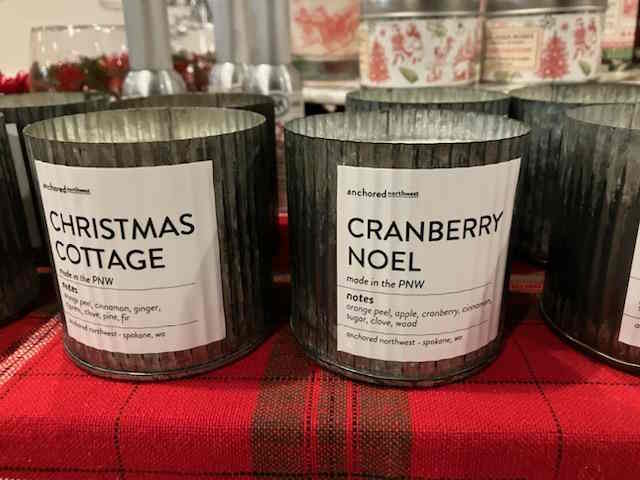 anchored northwest
CHRISTMAS
COTTAGE
made in the PNW
notes
orange peel, cinnamon, ginger,
clove, pine, fir
anchored northwest - spokane, wa
anchored northwest
CRANBERRY
NOEL
made in the PNW
notes
orange peel, apple, cranberry, cinnamon,
sugar, clove, wood
anchored northwest - spokane, wa